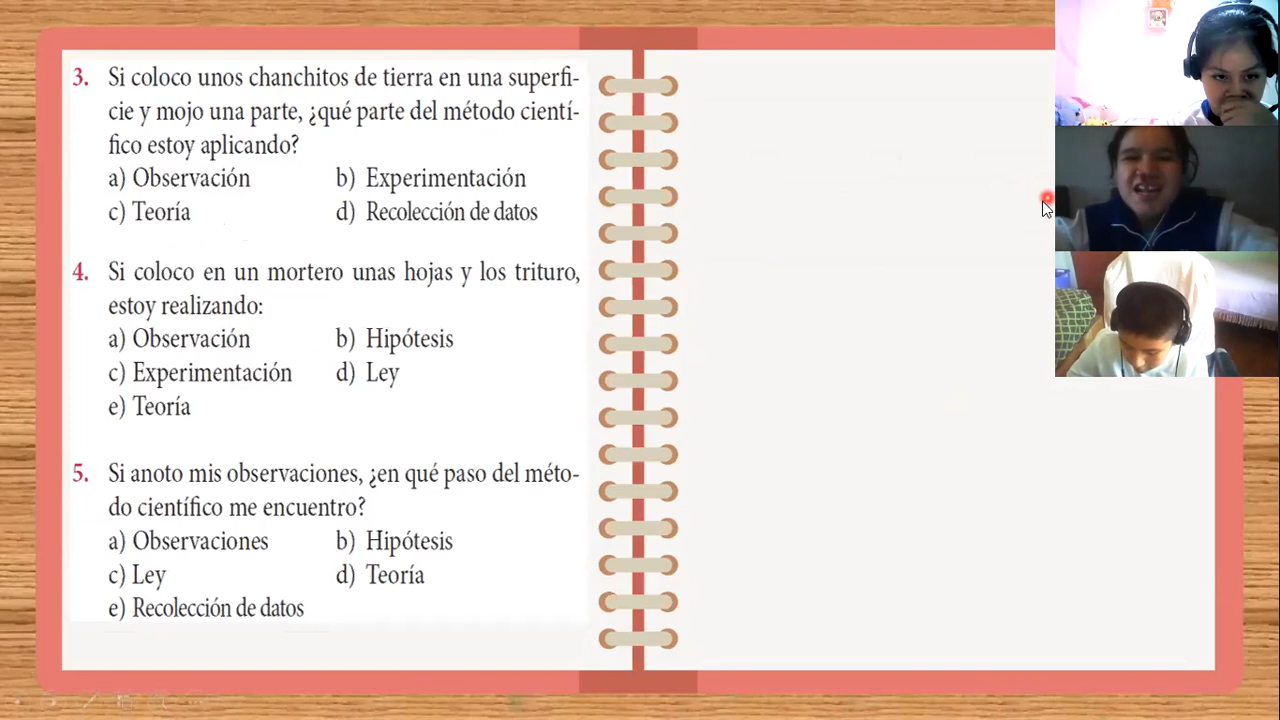 3. Si coloco unos chanchitos de tierra en una superfi-
cie y mojo una parte, ¿qué parte del método cientí-
fico estoy aplicando?
a) Observación b) Experimentación
c) Teoría d) Recolección de datos
4. Si coloco en un mortero unas hojas y los trituro,
estoy realizando:
a) Observación b) Hipótesis
c) Experimentación d) Ley
e) Teoría
5. Si anoto mis observaciones, ¿en qué paso del méto-
do científico me encuentro?
a) Observaciones b) Hipótesis
c) Ley d) Teoría
e) Recolección de datos